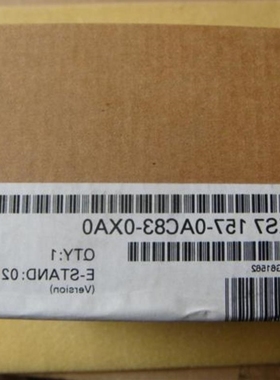 S7 157-0AC83-0XA0
QTY:1
E-STAND:02
(Version)